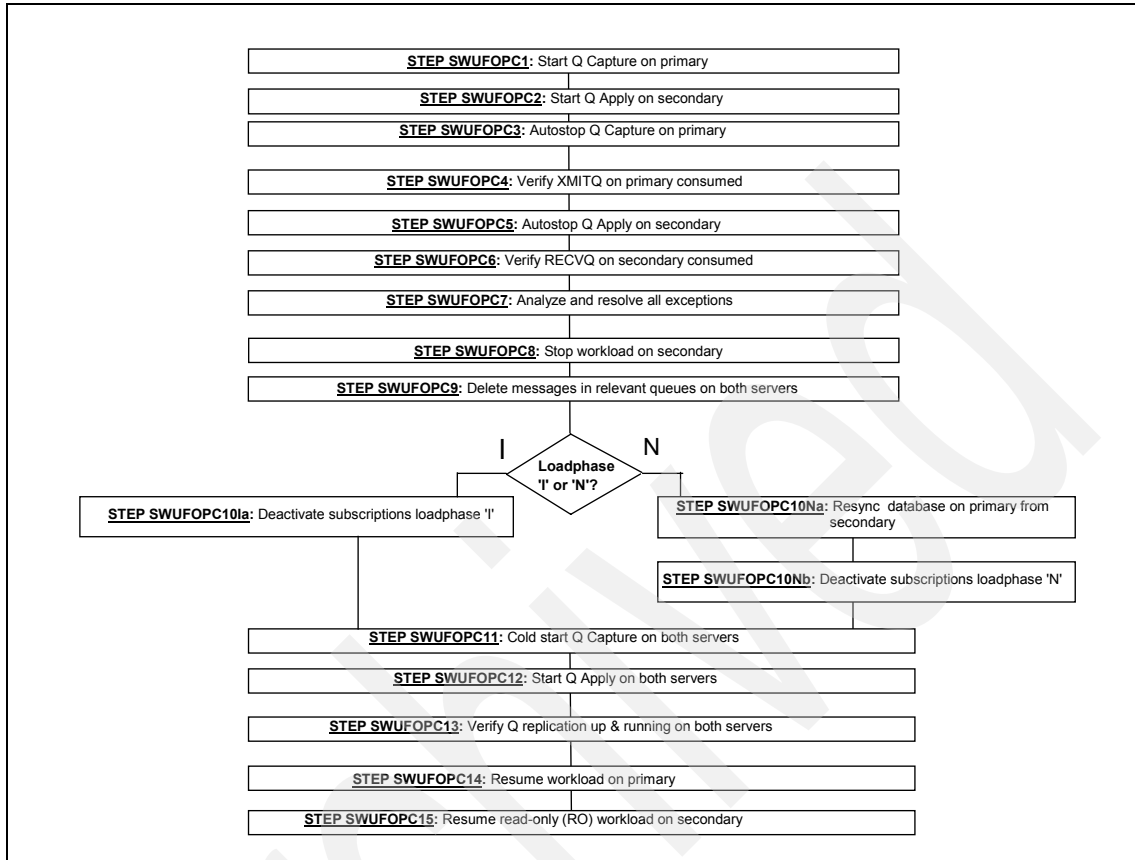 STEP SWUFOPC1: Start Q Capture on primary
STEP SWUFOPC2: Start Q Apply on secondary
STEP SWUFOPC3: Autostop Q Capture on primary
STEP SWUFOPC4: Verify XMITQ on primary consumed
STEP SWUFOPC5: Autostop Q Apply on secondary
STEP SWUFOPC6: Verify RECVQ on secondary consumed
STEP SWUFOPC7: Analyze and resolve all exceptions
STEP SWUFOPC8: Stop workload on secondary
STEP SWUFOPC9: Delete messages in relevant queues on both servers
I
N
Loadphase
'I' or 'N'?
STEP SWUFOPC10Ia: Deactivate subscriptions loadphase 'I'
STEP SWUFOPC10Na: Resync database on primary from
secondary
STEP SWUFOPC10Nb: Deactivate subscriptions loadphase 'N'
STEP SWUFOPC11: Cold start Q Capture on both servers
STEP SWUFOPC12: Start Q Apply on both servers
STEP SWUFOPC13: Verify Q replication up & running on both servers
STEP SWUFOPC14: Resume workload on primary
STEP SWUFOPC15: Resume read-only (RO) workload on secondary
hived